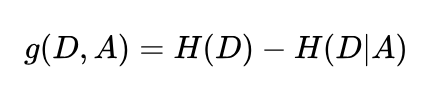 g(D, A) = H(D) − H(D|A)